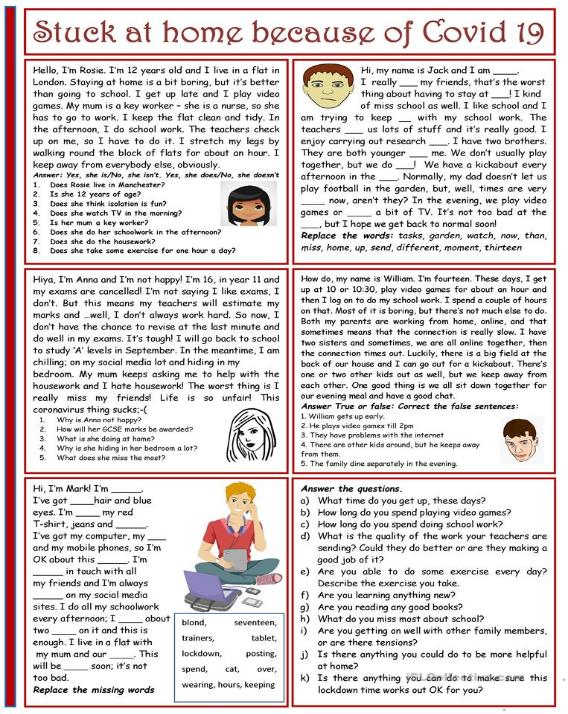 Stuck at home because of Covid 19
Hello, I'm Rosie. I'm 12 years old and I live in a flat in
London. Staying at home is a bit boring, but it's better
than going to school. I get up late and I play video
games. My mum is a key worker – she is a nurse, so she
has to go to work. I keep the flat clean and tidy. In
the afternoon, I do school work. The teachers check
up on me, so I have to do it. I stretch my legs by
walking round the block of flats for about an hour. I
keep away from everybody else, obviously.
Answer: Yes, she is/No, she isn't. Yes, she does/No, she doesn't
1. Does Rosie live in Manchester?
2. Is she 12 years of age?
3. Does she think isolation is fun?
4. Does she watch TV in the morning?
5. Is her mum a key worker?
6. Does she do her schoolwork in the afternoon?
7. Does she do the housework?
8. Does she take some exercise for one hour a day?
Hi, my name is Jack and I am ____.
I really ___ my friends, that's the worst
thing about having to stay at ___! I kind
of miss school as well. I like school and I
am trying to keep __ with my school work. The
teachers ___ us lots of stuff and it's really good. I
enjoy carrying out research ___. I have two brothers.
They are both younger ___ me. We don't usually play
together, but we do ___! We have a kickabout every
afternoon in the ___. Normally, my dad doesn't let us
play football in the garden, but, well, times are very
____ now, aren't they? In the evening, we play video
games or ____ a bit of TV. It's not too bad at the
___, but I hope we get back to normal soon!
Replace the words: tasks, garden, watch, now, than,
miss, home, up, send, different, moment, thirteen
Hiya, I'm Anna and I'm not happy! I'm 16, in year 11 and
my exams are cancelled! I'm not saying I like exams, I
don't. But this means my teachers will estimate my
marks and …well, I don't always work hard. So now, I
don't have the chance to revise at the last minute and
do well in my exams. It's tough! I will go back to school
to study 'A' levels in September. In the meantime, I am
chilling; on my social media lot and hiding in my
bedroom. My mum keeps asking me to help with the
housework and I hate housework! The worst thing is I
really miss my friends! Life is so unfair! This
coronavirus thing sucks;-(
1. Why is Anna not happy?
2. How will her GCSE marks be awarded?
3. What is she doing at home?
4. Why is she hiding in her bedroom a lot?
5. What does she miss the most?
How do, my name is William. I'm fourteen. These days, I get
up at 10 or 10:30, play video games for about an hour and
then I log on to do my school work. I spend a couple of hours
on that. Most of it is boring, but there's not much else to do.
Both my parents are working from home, online, and that
sometimes means that the connection is really slow. I have
two sisters and sometimes, we are all online together, then
the connection times out. Luckily, there is a big field at the
back of our house and I can go out for a kickabout. There's
one or two other kids out as well, but we keep away from
each other. One good thing is we all sit down together for
our evening meal and have a good chat.
Answer True or false: Correct the false sentences:
1. William gets up early.
2. He plays video games till 2pm
3. They have problems with the internet
4. There are other kids around, but he keeps away
from them.
5. The family dine separately in the evening.
Hi, I'm Mark! I'm _____.
I've got ____hair and blue
eyes. I'm ____ my red
T-shirt, jeans and _____.
I've got my computer, my ___
and my mobile phones, so I'm
OK about this _____. I'm
_____ in touch with all
my friends and I'm always
_____ on my social media
sites. I do all my schoolwork
every afternoon! I ____ about
two ____ on it and this is
enough. I live in a flat with
my mum and our ____. This
will be ____ soon; it's not
too bad.
Replace the missing words
blond, seventeen,
trainers, tablet,
lockdown, posting,
spend, cat, over,
wearing, hours, keeping
Answer the questions.
a) What time do you get up, these days?
b) How long do you spend playing video games?
c) How long do you spend doing school work?
d) What is the quality of the work your teachers are
sending? Could they do better or are they making a
good job of it?
e) Are you able to do some exercise every day?
Describe the exercise you take.
f) Are you learning anything new?
g) Are you reading any good books?
h) What do you miss most about school?
i) Are you getting on well with other family members,
or are there tensions?
j) Is there anything you could do to be more helpful
at home?
k) Is there anything you can do to make sure this
lockdown time works out OK for you?